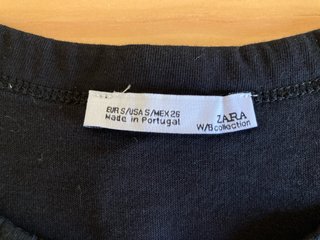 EUR S/USA S/MEX 26
Made in Portugal
ZARA
W/B collection